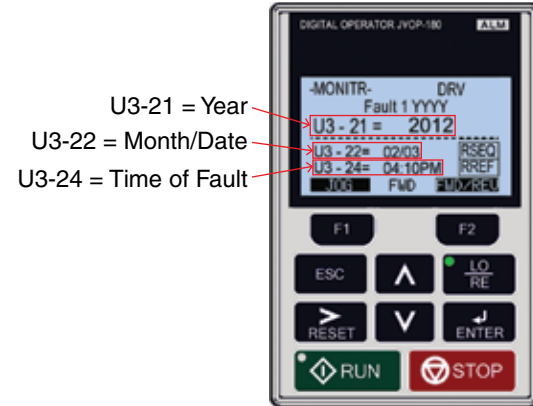 DIGITAL OPERATOR JVOP-180 ALM
-MONITR- DRV
Fault 1 YYYY
U3-21 = Year
U3 - 21 = 2012
U3-22 = Month/Date
U3 - 22= 02/03 RSEQ
U3-24 = Time of Fault
U3 - 24= 04:10PM RREF
JOG FWD FWD/REV
F1 F2
ESC LO
RE
RESET ENTER
RUN STOP